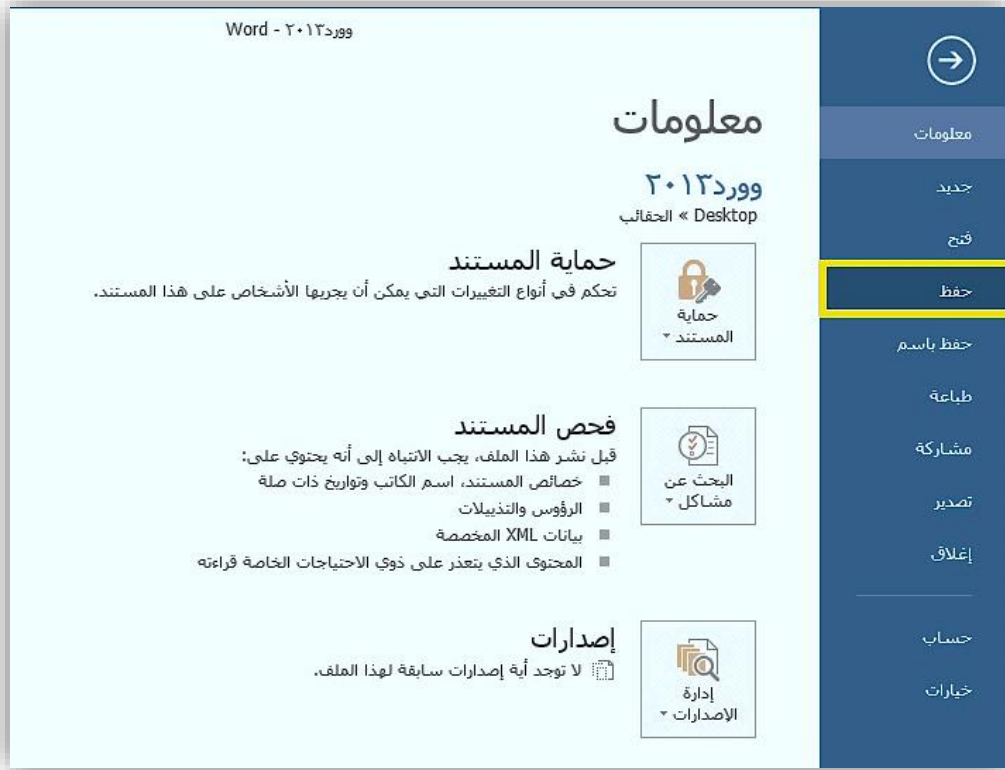 وورد٢٠١٣ - Word
معلومات
جديد
فتح
حفظ
حفظ باسم
طباعة
مشاركة
تصدير
إغلاق
حساب
خيارات
معلومات
وورد٢٠١٣
Desktop » الحقائب
حماية المستند
حماية المستند
تحكم في أنواع التغييرات التي يمكن أن يجريها الأشخاص على هذا المستند.
البحث عن
مشاكل
فحص المستند
قبل نشر هذا الملف، يجب الانتباه إلى أنه يحتوي على:
خصائص المستند، اسم الكاتب وتواريخ ذات صلة
الرؤوس والتذييلات
بيانات XML المخصصة
المحتوى الذي يتعذر على ذوي الاحتياجات الخاصة قراءته
إدارة
الإصدارات
إصدارات
لا توجد أية إصدارات سابقة لهذا الملف.